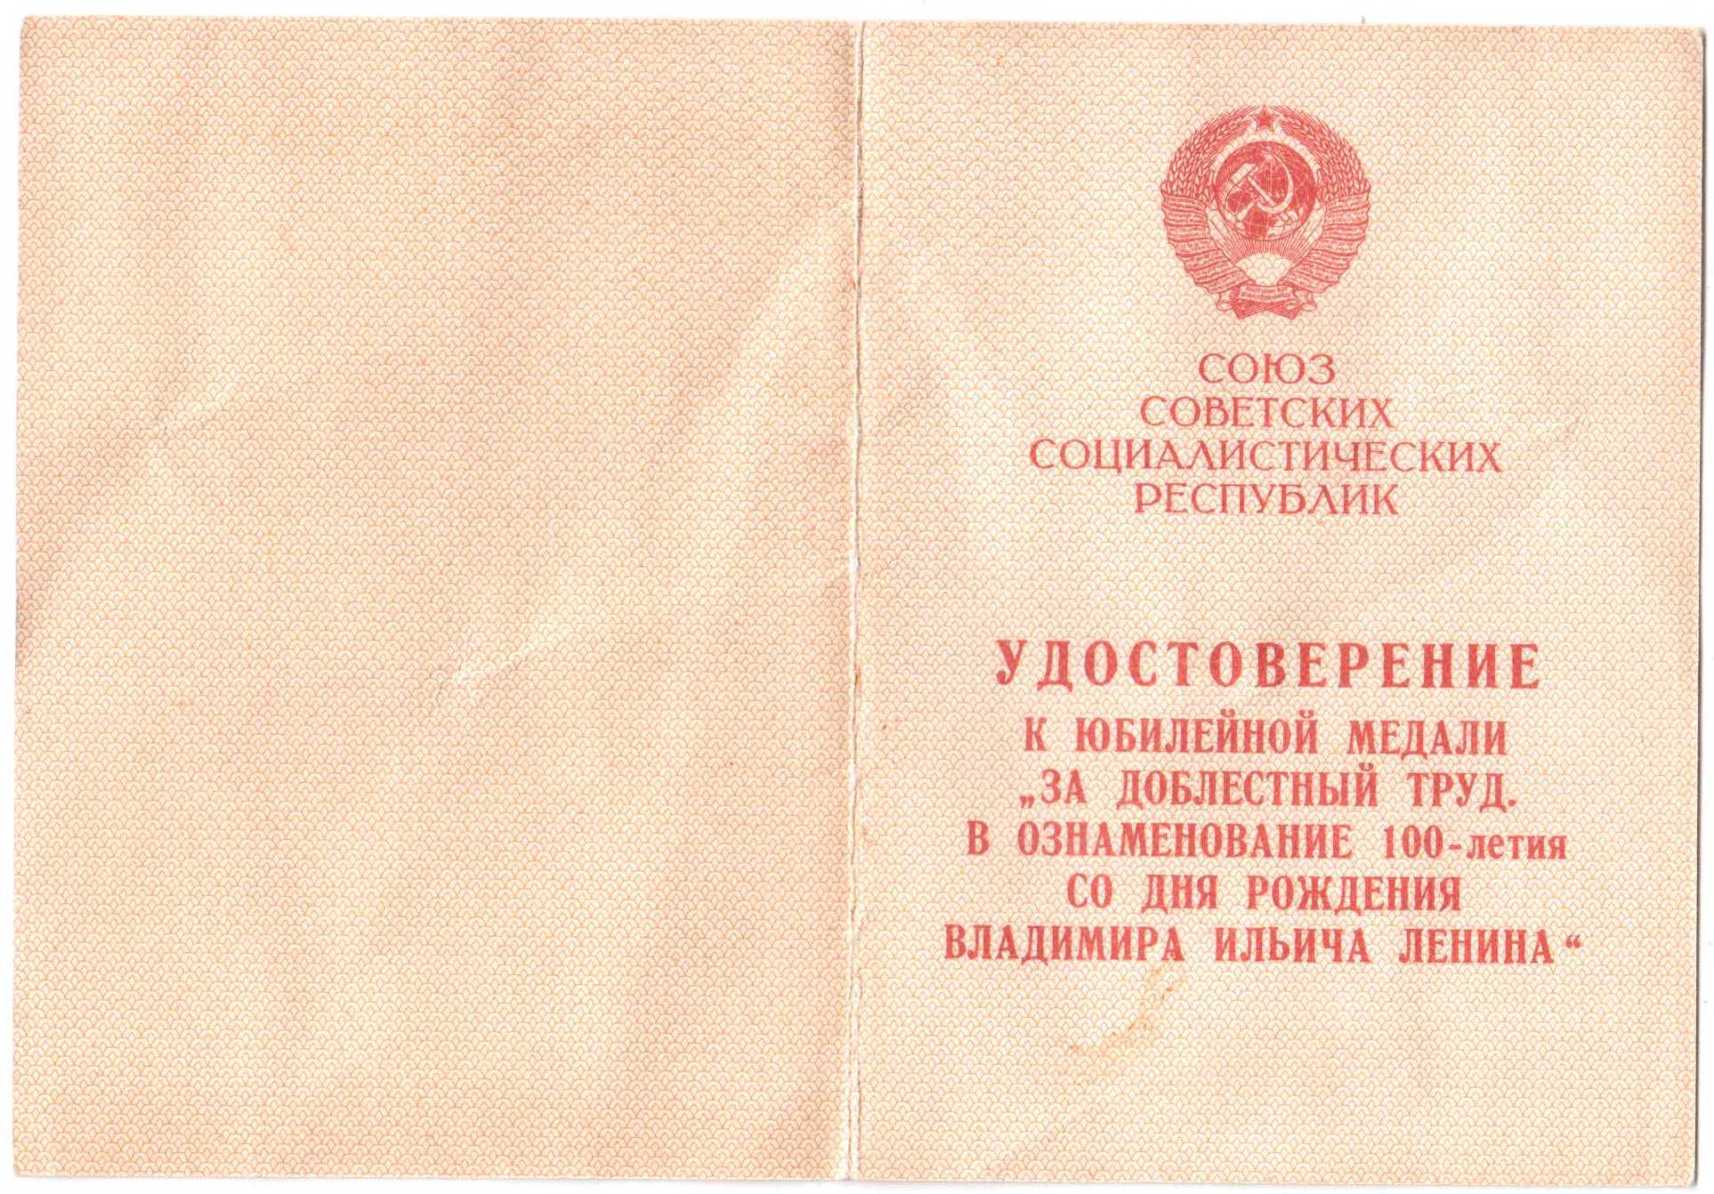 СОЮЗ
СОВЕТСКИХ
СОЦИАЛИСТИЧЕСКИХ
РЕСПУБЛИК
УДОСТОВЕРЕНИЕ
К ЮБИЛЕЙНОЙ МЕДАЛИ
„ЗА ДОБЛЕСТНЫЙ ТРУД.
В ОЗНАМЕНОВАНИЕ 100-летия
СО ДНЯ РОЖДЕНИЯ
ВЛАДИМИРА ИЛЬИЧА ЛЕНИНА“